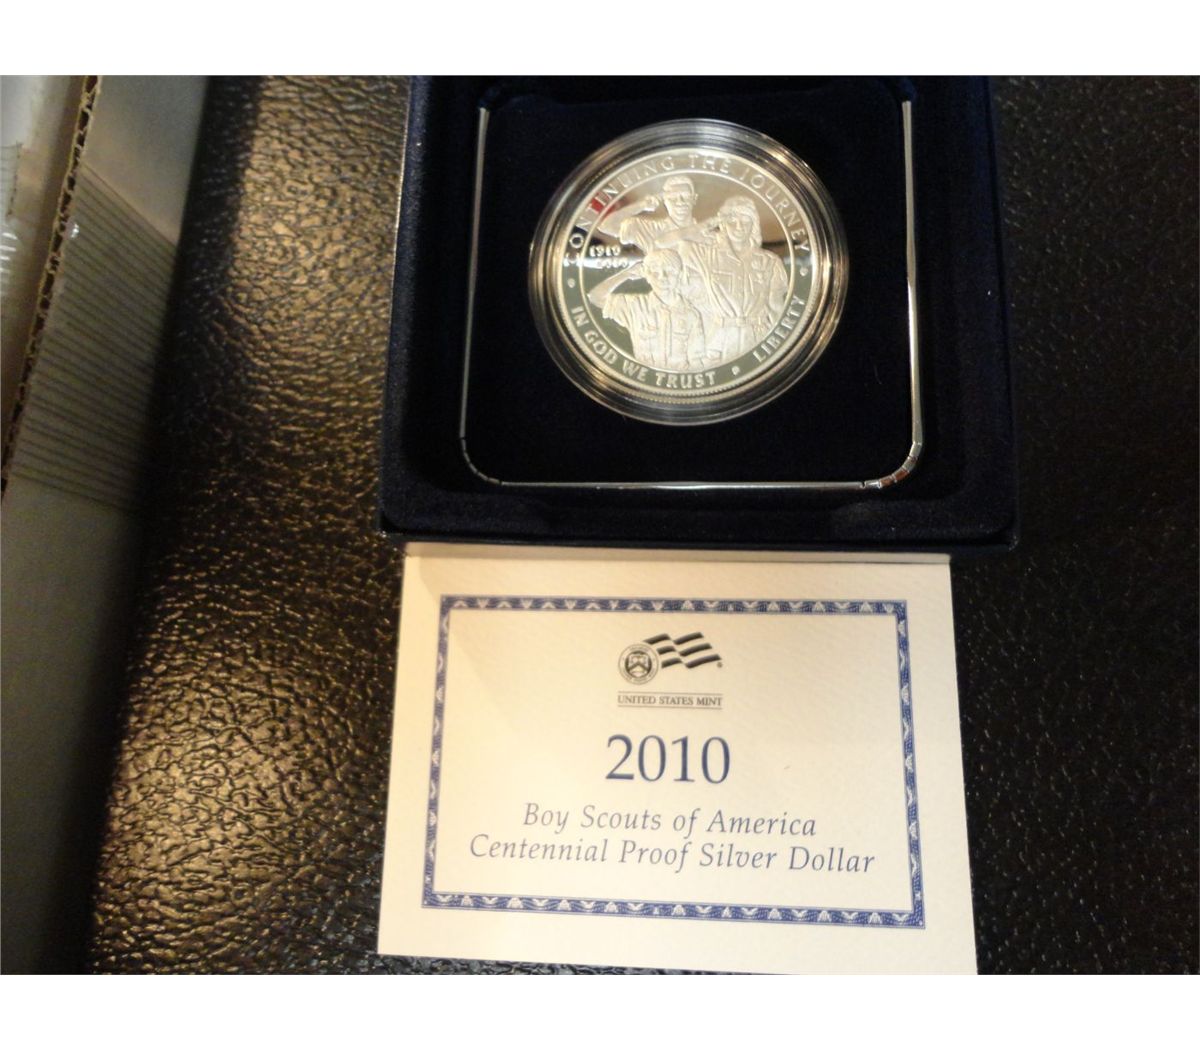 CONTINUING THE JOURNEY
1910
2010
IN GOD WE TRUST
P
LIBERTY
UNITED STATES MINT
2010
Boy Scouts of America
Centennial Proof Silver Dollar